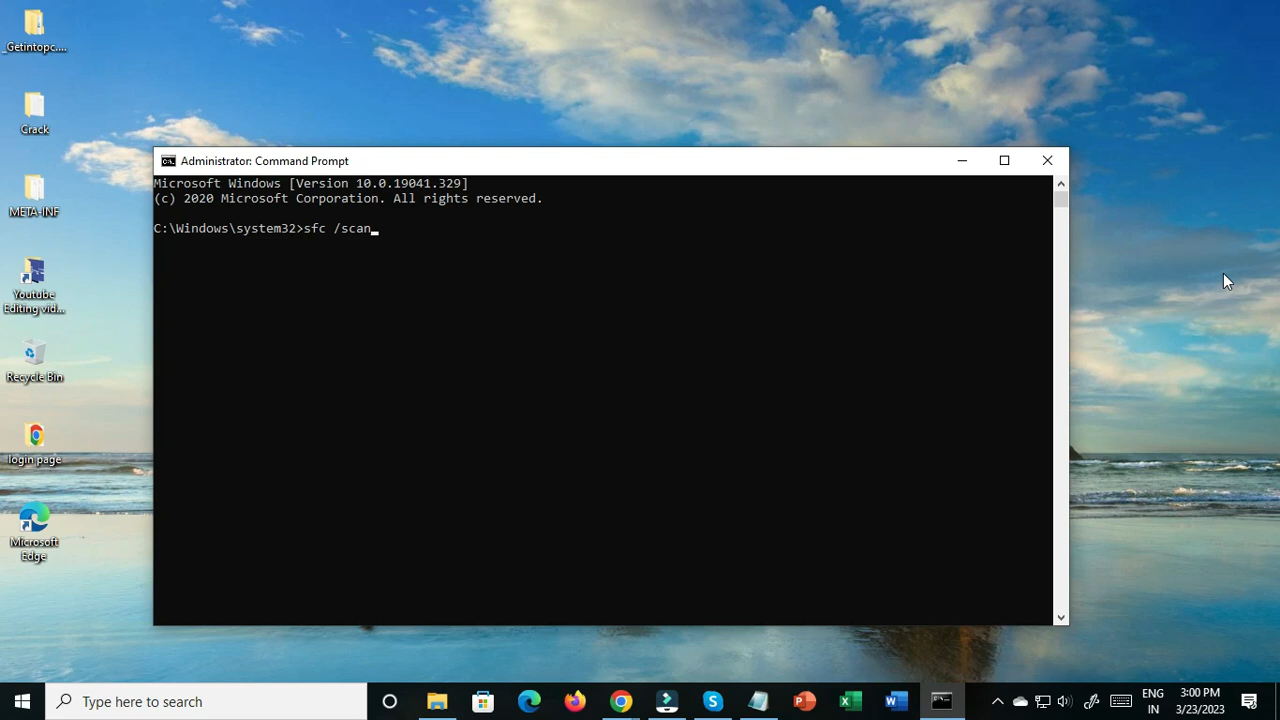 _Getintopc....
Crack
META-INF
Youtube
Editing vid...
Recycle Bin
login page
Microsoft
Edge
Administrator: Command Prompt
Microsoft Windows [Version 10.0.19041.329]
(c) 2020 Microsoft Corporation. All rights reserved.
C:\Windows\system32>sfc /scan_
Type here to search
ENG
IN
3:00 PM
3/23/2023